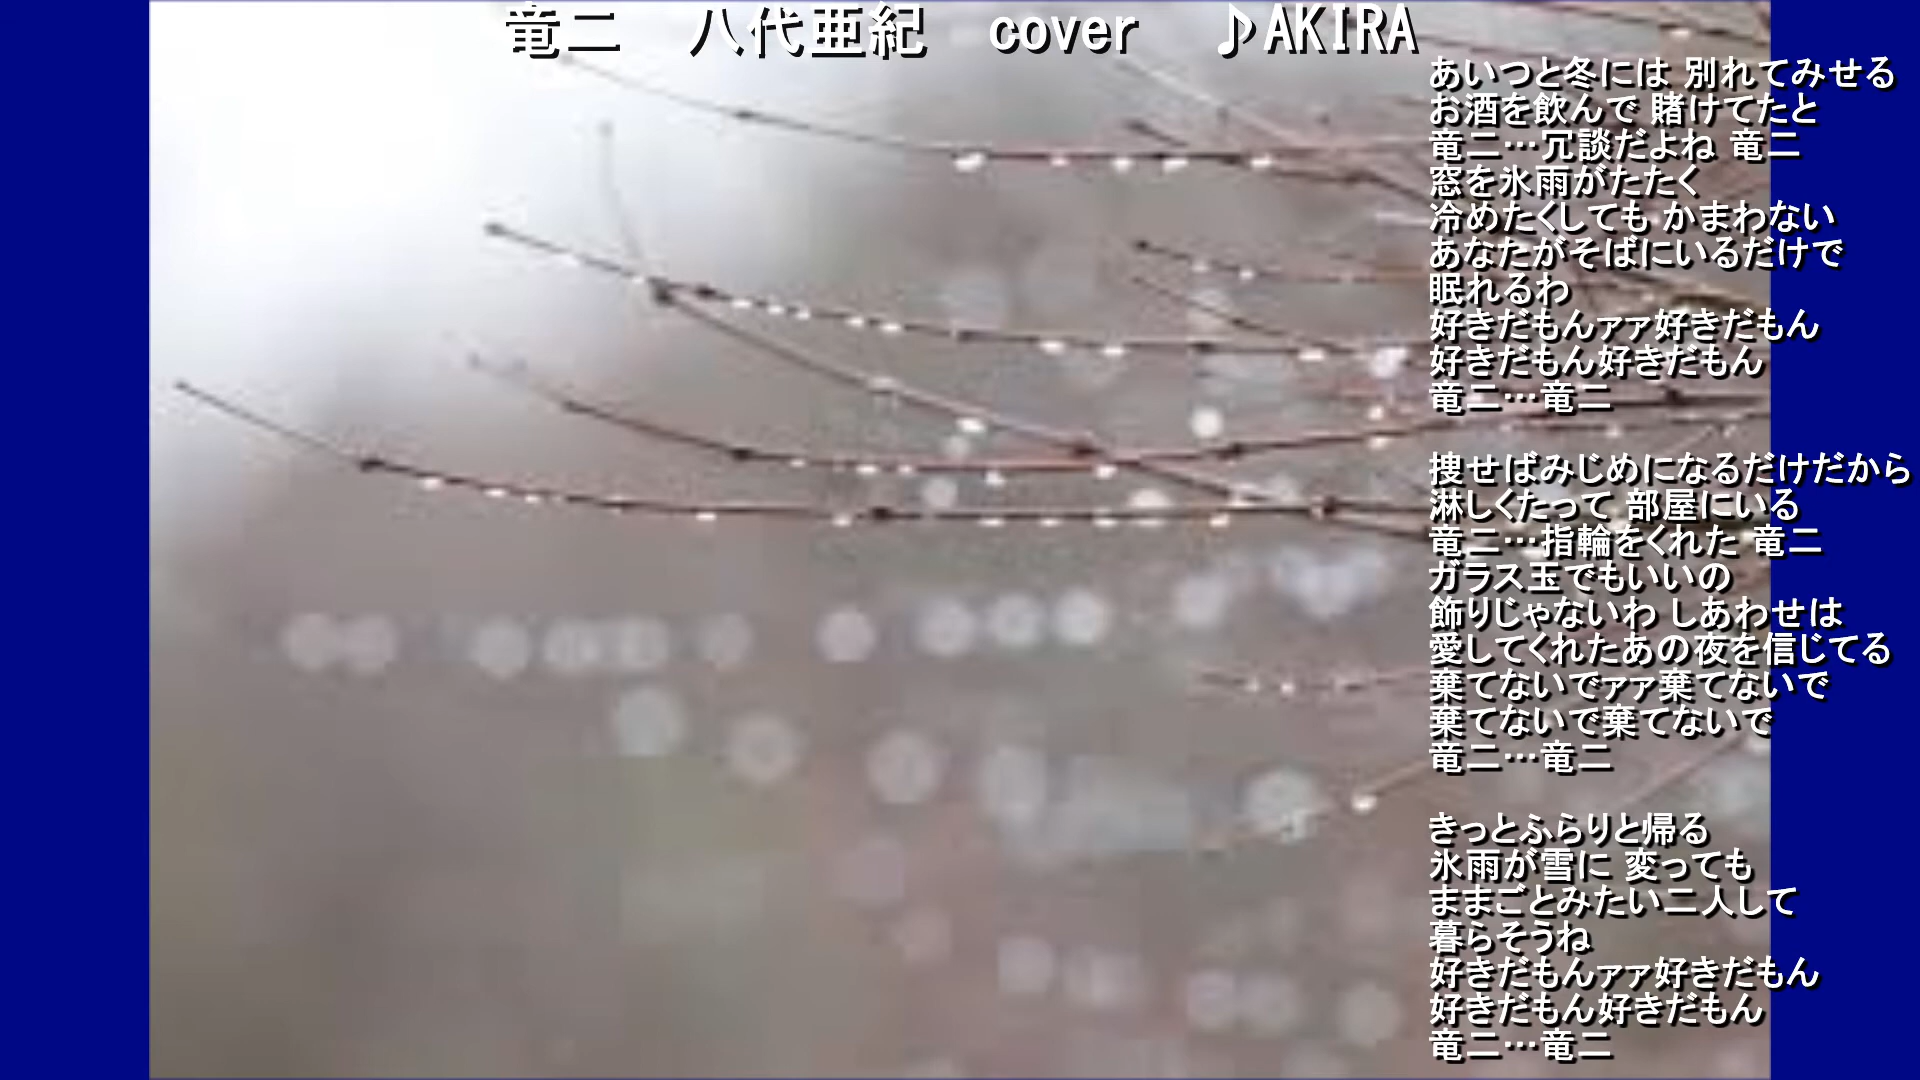 竜二　八代亜紀　cover　♪AKIRA
あいつと冬には 別れてみせる
お酒を飲んで 賭けてたと
竜二…冗談だよね 竜二
窓を氷雨がたたく
冷めたくしても かまわない
あなたがそばにいるだけで
眠れるわ
好きだもんァァ好きだもん
好きだもん好きだもん
竜二…竜二
捜せばみじめになるだけだから
淋しくたって 部屋にいる
竜二…指輪をくれた 竜二
ガラス玉でもいいの
飾りじゃないわ しあわせは
愛してくれたあの夜を信じてる
棄てないでァァ棄てないで
棄てないで棄てないで
竜二…竜二
きっとふらりと帰る
氷雨が雪に 変っても
ままごとみたい二人して
暮らそうね
好きだもんァァ好きだもん
好きだもん好きだもん
竜二…竜二